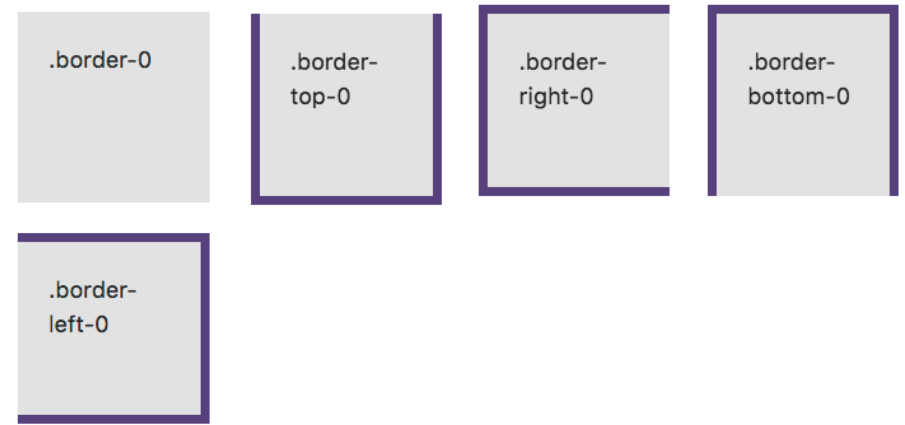 .border-0
.border-
top-0
.border-
right-0
.border-
bottom-0
.border-
left-0